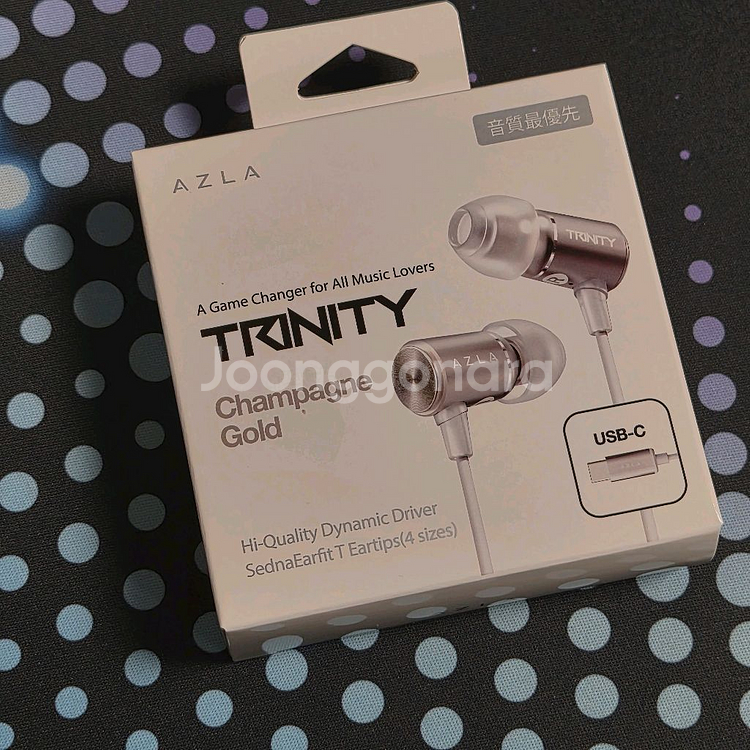 音質最優先
AZLA
TRINITY
R
A Game Changer for All Music Lovers
TRINITY
AZLA
Joonggonara
Champagne
Gold
USB-C
AZLA
Hi-Quality Dynamic Driver
SednaEarfit T Eartips(4 sizes)